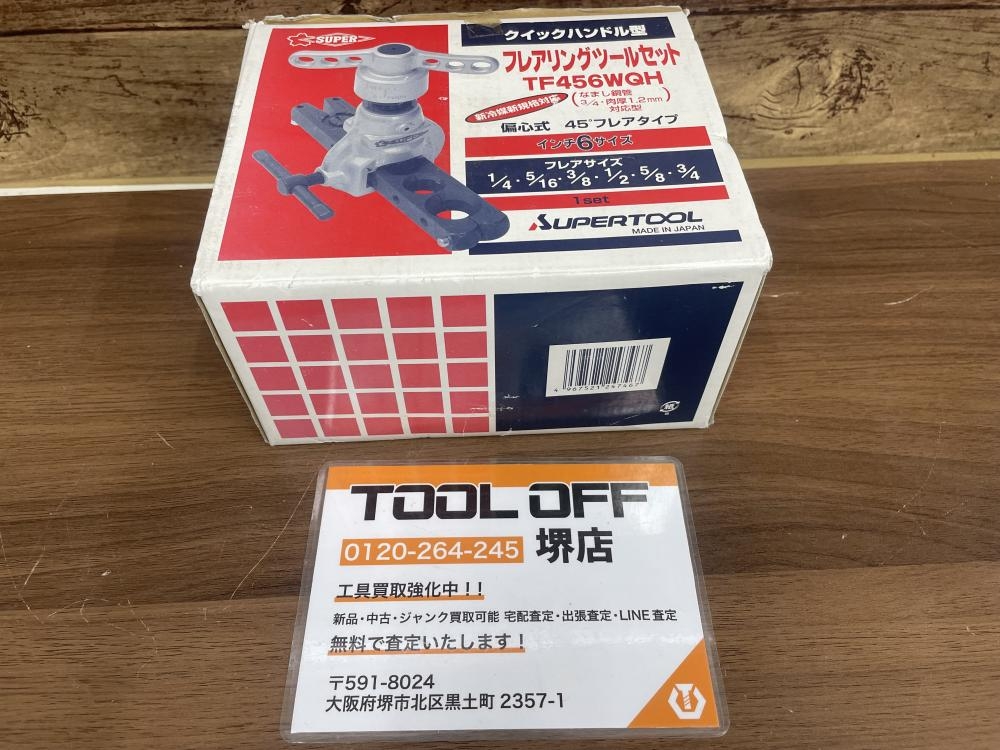 SUPER
クイックハンドル型
フレアリングツールセット
TF456WQH
新冷媒新規格対応
(なまし銅管
3/4・肉厚1.2mm
対応型)
偏心式 45°フレアタイプ
インチ6サイズ
フレアサイズ
1/4・5/16・3/8・1/2・5/8・3/4
1set
SUPERTOOL
MADE IN JAPAN
4 967521 247467
TOOL OFF
0120-264-245 堺店
工具買取強化中!!
新品・中古・ジャンク買取可能 宅配査定・出張査定・LINE査定
無料で査定いたします!
〒591-8024
大阪府堺市北区黒土町 2357-1